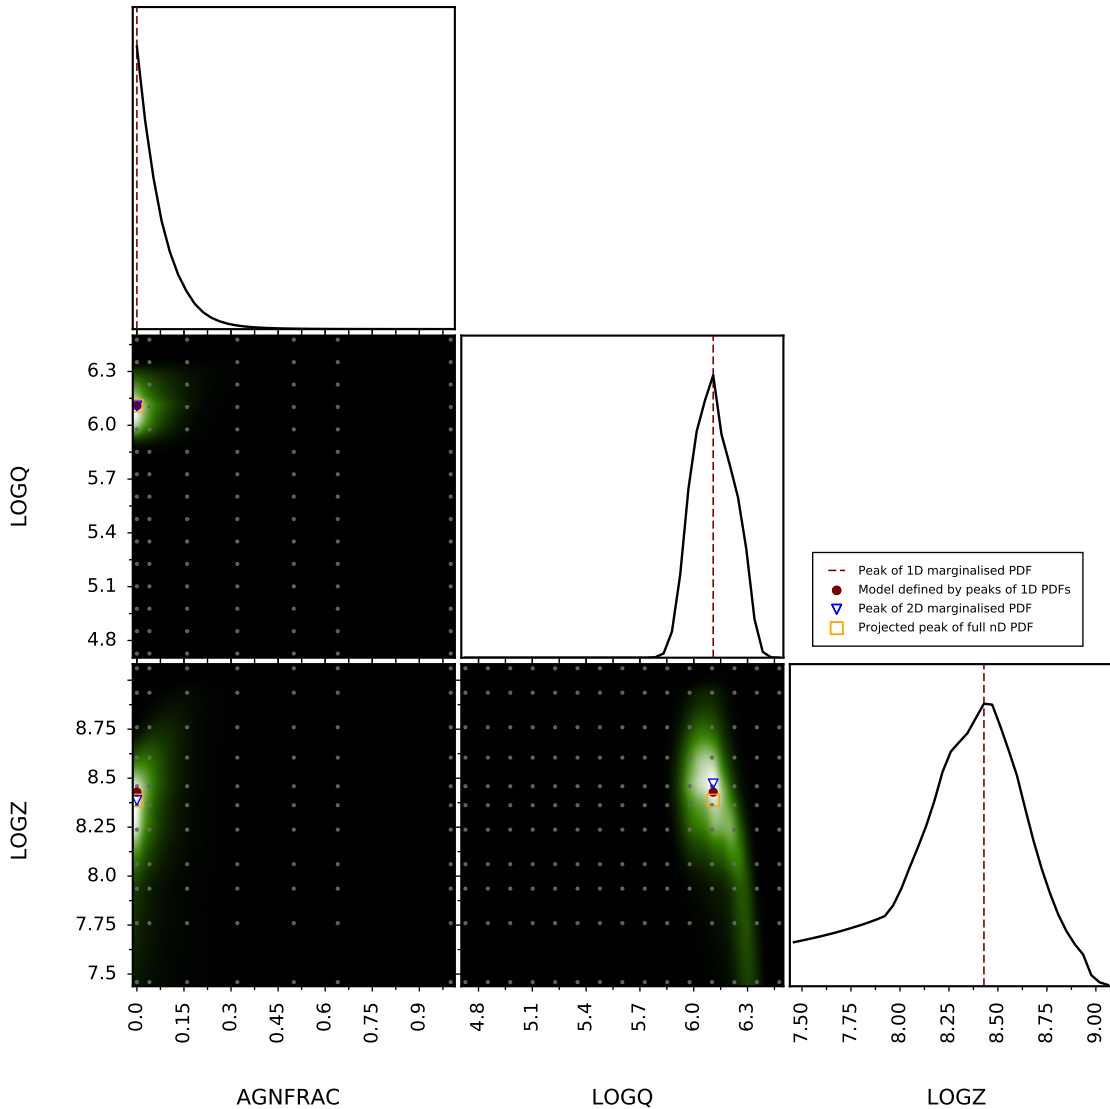 6.3
6.0
5.7
5.4
5.1
4.8
LOGQ
Peak of 1D marginalised PDF
Model defined by peaks of 1D PDFs
Peak of 2D marginalised PDF
Projected peak of full nD PDF
8.75
8.5
8.25
8.0
7.75
7.5
LOGZ
0.0 0.15 0.3 0.45 0.6 0.75 0.9
4.8 5.1 5.4 5.7 6.0 6.3
7.50 7.75 8.00 8.25 8.50 8.75 9.00
AGNFRAC
LOGQ
LOGZ